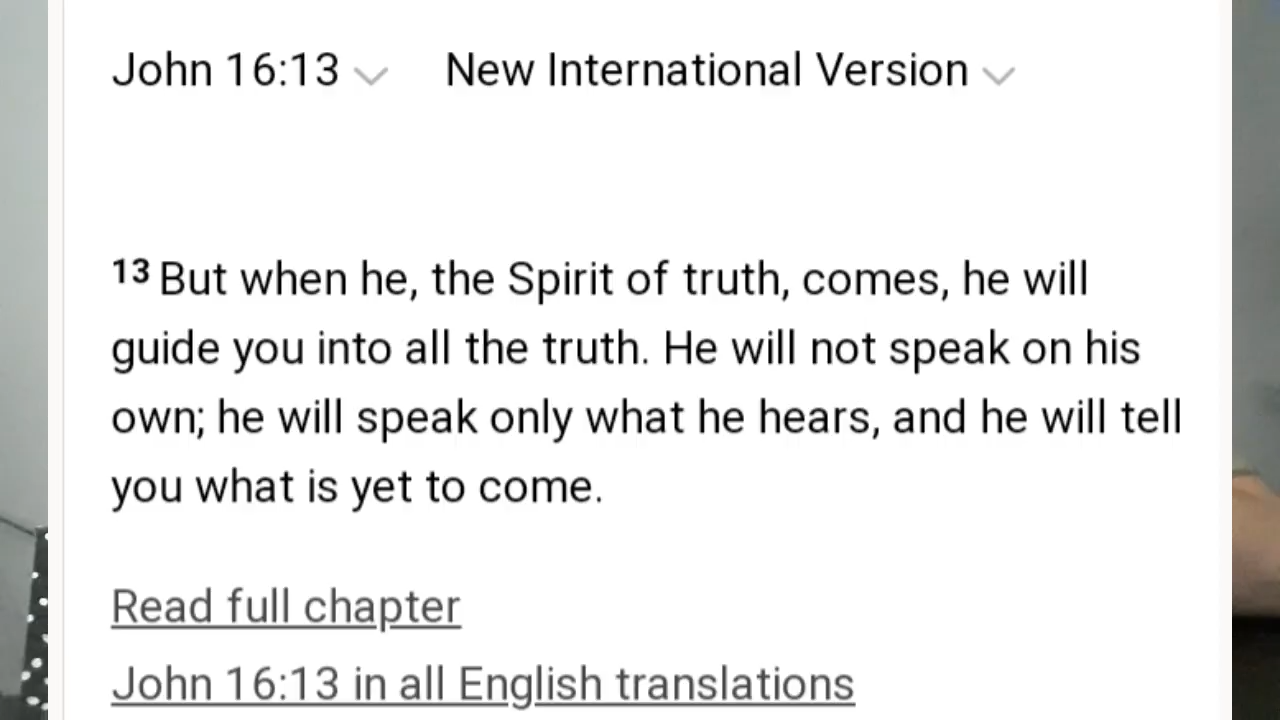 John 16:13 New International Version
13 But when he, the Spirit of truth, comes, he will
guide you into all the truth. He will not speak on his
own; he will speak only what he hears, and he will tell
you what is yet to come.
Read full chapter
John 16:13 in all English translations